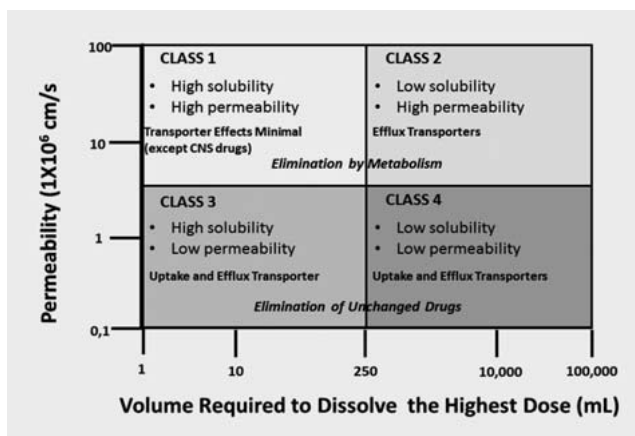 Permeability (1X10⁶ cm/s
100
10
1
0,1
CLASS 1
• High solubility
• High permeability
Transporter Effects Minimal
(except CNS drugs)
CLASS 2
• Low solubility
• High permeability
Efflux Transporters
Elimination by Metabolism
CLASS 3
• High solubility
• Low permeability
Uptake and Efflux Transporter
CLASS 4
• Low solubility
• Low permeability
Uptake and Efflux Transporters
Elimination of Unchanged Drugs
1
10
250
10,000
100,000
Volume Required to Dissolve the Highest Dose (mL)